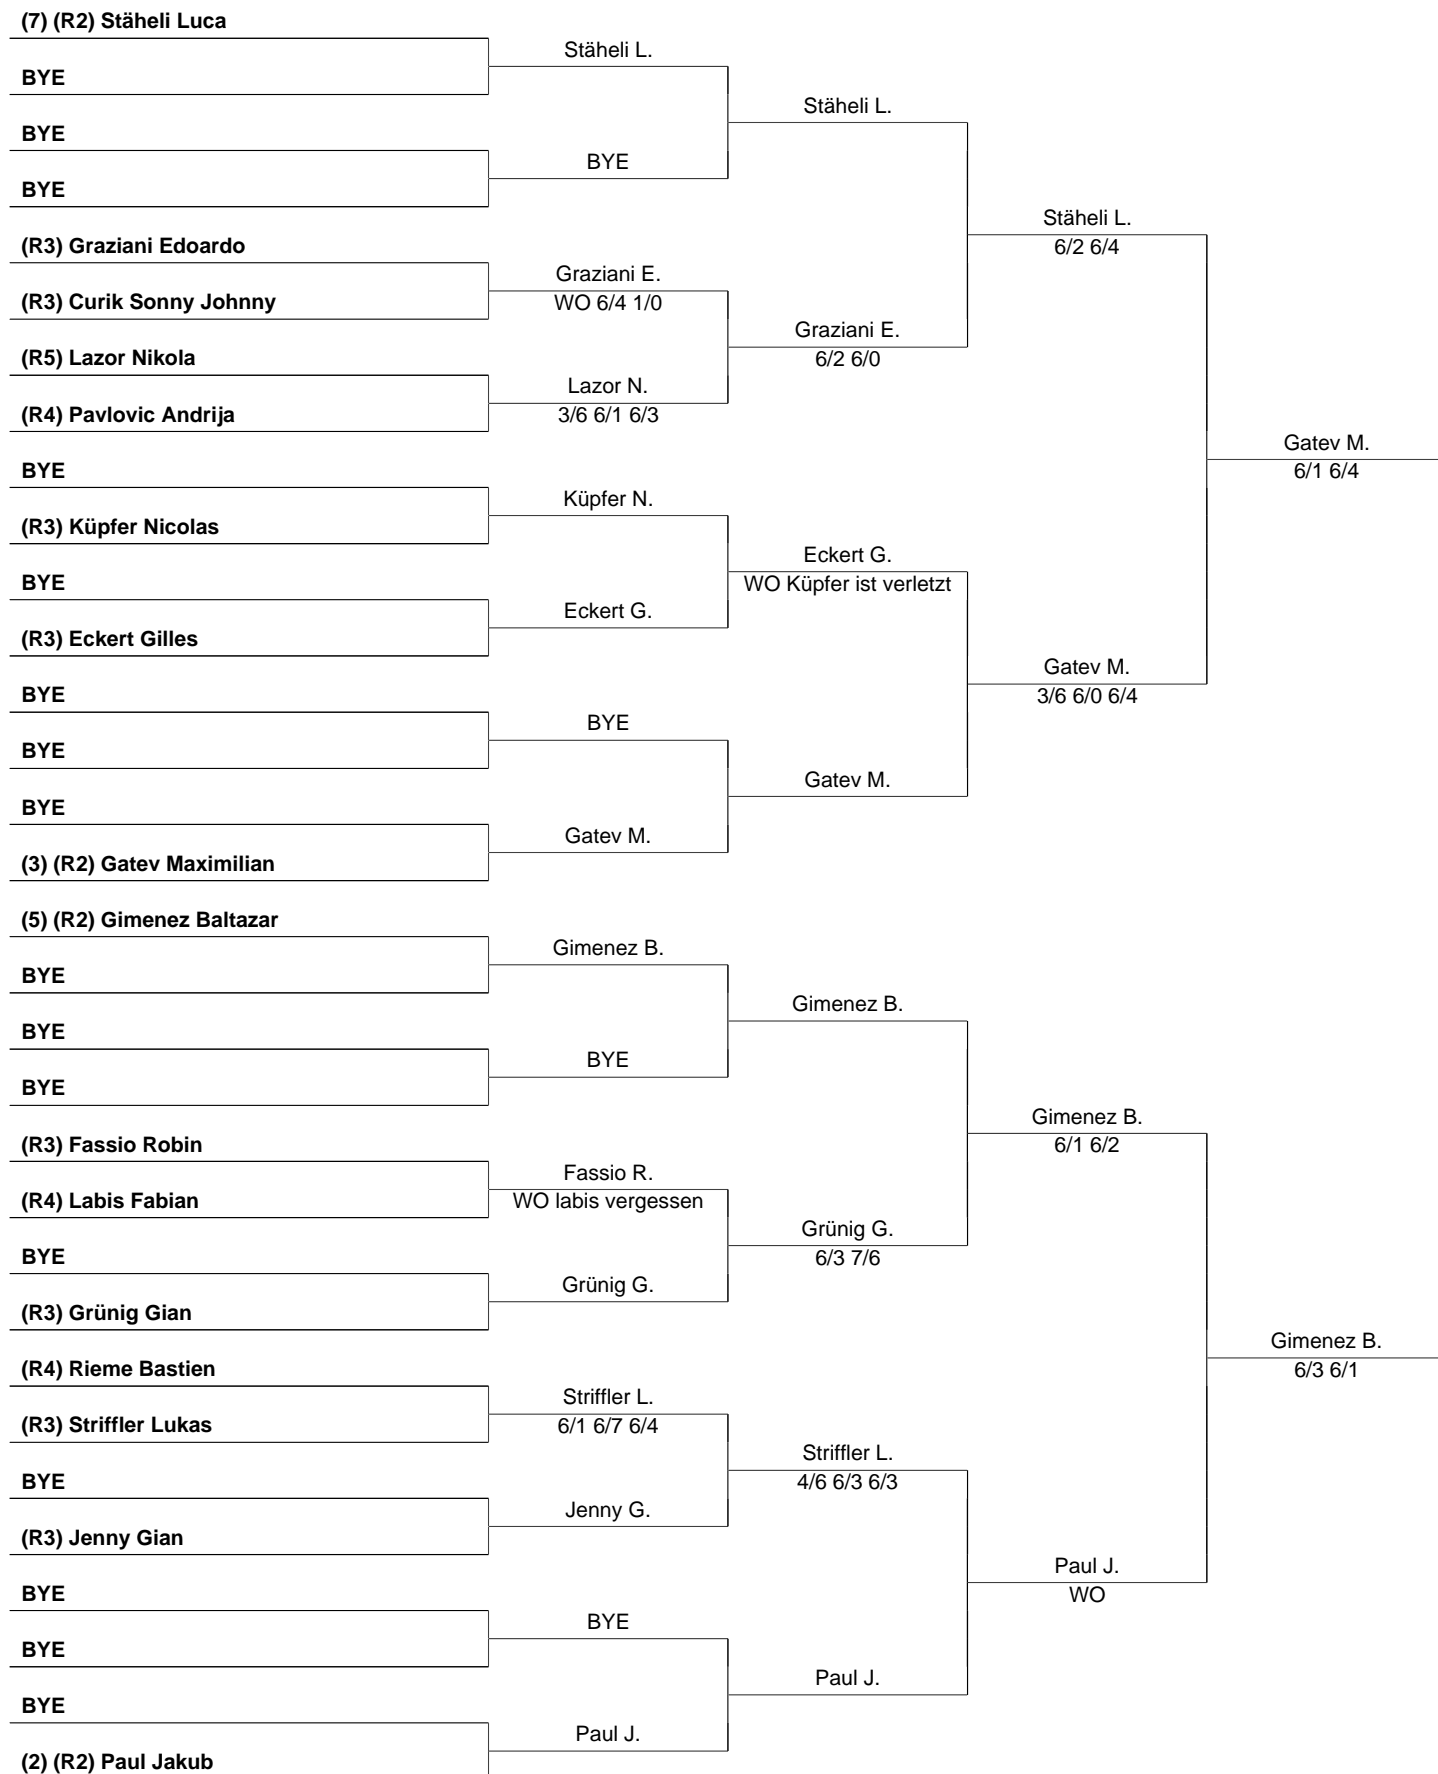 (7) (R2) Stäheli Luca
Stäheli L.
BYE
Stäheli L.
BYE
BYE
BYE
Stäheli L.
6/2 6/4
(R3) Graziani Edoardo
Graziani E.
WO 6/4 1/0
(R3) Curik Sonny Johnny
Graziani E.
6/2 6/0
(R5) Lazor Nikola
Lazor N.
3/6 6/1 6/3
(R4) Pavlovic Andrija
Gatev M.
6/1 6/4
BYE
Küpfer N.
(R3) Küpfer Nicolas
Eckert G.
WO Küpfer ist verletzt
BYE
Eckert G.
(R3) Eckert Gilles
Gatev M.
3/6 6/0 6/4
BYE
BYE
BYE
Gatev M.
BYE
Gatev M.
(3) (R2) Gatev Maximilian
(5) (R2) Gimenez Baltazar
Gimenez B.
BYE
Gimenez B.
BYE
BYE
BYE
Gimenez B.
6/1 6/2
(R3) Fassio Robin
Fassio R.
WO labis vergessen
(R4) Labis Fabian
Grünig G.
6/3 7/6
BYE
Grünig G.
(R3) Grünig Gian
Gimenez B.
6/3 6/1
(R4) Rieme Bastien
Striffler L.
6/1 6/7 6/4
(R3) Striffler Lukas
Striffler L.
4/6 6/3 6/3
BYE
Jenny G.
(R3) Jenny Gian
Paul J.
WO
BYE
BYE
BYE
Paul J.
BYE
Paul J.
(2) (R2) Paul Jakub